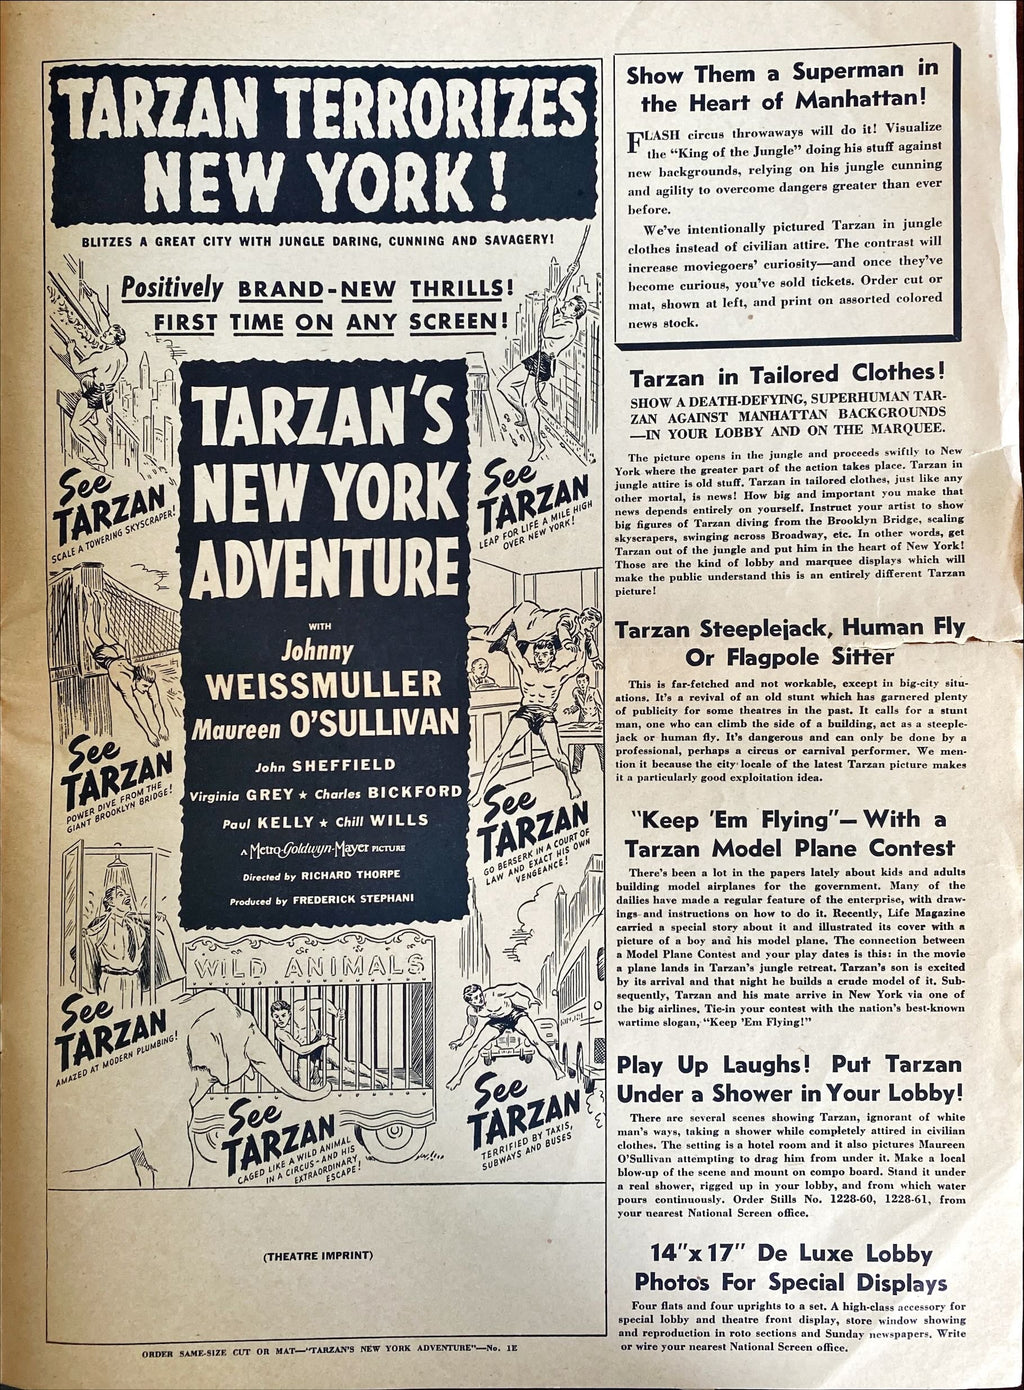 TARZAN TERRORIZES
NEW YORK!
BLITZES A GREAT CITY WITH JUNGLE DARING, CUNNING AND SAVAGERY!
Positively BRAND-NEW THRILLS!
FIRST TIME ON ANY SCREEN!
See
TARZAN
SCALE A TOWERING SKYSCRAPER!
See
TARZAN
LEAP FOR LIFE A MILE HIGH
OVER NEW YORK!
TARZAN'S
NEW YORK
ADVENTURE
WITH
Johnny
WEISSMULLER
Maureen O'SULLIVAN
John SHEFFIELD
Virginia GREY ★ Charles BICKFORD
Paul KELLY ★ Chill WILLS
A Metro-Goldwyn-Mayer PICTURE
Directed by RICHARD THORPE
Produced by FREDERICK STEPHANI
See
TARZAN
POWER DIVE FROM THE
GIANT BROOKLYN BRIDGE!
See
TARZAN
GO BERSERK IN A COURT OF
LAW AND EXACT HIS OWN
VENGEANCE!
See
TARZAN
AMAZED AT MODERN PLUMBING!
WILD ANIMALS
See
TARZAN
CAGED LIKE A WILD ANIMAL
IN A CIRCUS-AND HIS
EXTRAORDINARY
ESCAPE!
See
TARZAN
TERRIFIED BY TAXIS,
SUBWAYS AND BUSES
(THEATRE IMPRINT)
ORDER SAME-SIZE CUT OR MAT—"TARZAN'S NEW YORK ADVENTURE"—No. 1E
Show Them a Superman in
the Heart of Manhattan!
FLASH circus throwaways will do it! Visualize
the "King of the Jungle" doing his stuff against
new backgrounds, relying on his jungle cunning
and agility to overcome dangers greater than ever
before.
We've intentionally pictured Tarzan in jungle
clothes instead of civilian attire. The contrast will
increase moviegoers' curiosity—and once they've
become curious, you've sold tickets. Order cut or
mat, shown at left, and print on assorted colored
news stock.
Tarzan in Tailored Clothes!
SHOW A DEATH-DEFYING, SUPERHUMAN TAR-
ZAN AGAINST MANHATTAN BACKGROUNDS
—IN YOUR LOBBY AND ON THE MARQUEE.
The picture opens in the jungle and proceeds swiftly to New
York where the greater part of the action takes place. Tarzan in
jungle attire is old stuff. Tarzan in tailored clothes, just like any
other mortal, is news! How big and important you make that
news depends entirely on yourself. Instruct your artist to show
big figures of Tarzan diving from the Brooklyn Bridge, scaling
skyscrapers, swinging across Broadway, etc. In other words, get
Tarzan out of the jungle and put him in the heart of New York!
Those are the kind of lobby and marquee displays which will
make the public understand this is an entirely different Tarzan
picture!
Tarzan Steeplejack, Human Fly
Or Flagpole Sitter
This is far-fetched and not workable, except in big-city situ-
ations. It's a revival of an old stunt which has garnered plenty
of publicity for some theatres in the past. It calls for a stunt
man, one who can climb the side of a building, act as a steeple-
jack or human fly. It's dangerous and can only be done by a
professional, perhaps a circus or carnival performer. We men-
tion it because the city locale of the latest Tarzan picture makes
it a particularly good exploitation idea.
"Keep 'Em Flying"—With a
Tarzan Model Plane Contest
There's been a lot in the papers lately about kids and adults
building model airplanes for the government. Many of the
dailies have made a regular feature of the enterprise, with draw-
ings and instructions on how to do it. Recently, Life Magazine
carried a special story about it and illustrated its cover with a
picture of a boy and his model plane. The connection between
a Model Plane Contest and your play dates is this: in the movie
a plane lands in Tarzan's jungle retreat. Tarzan's son is excited
by its arrival and that night he builds a crude model of it. Sub-
sequently, Tarzan and his mate arrive in New York via one of
the big airlines. Tie-in your contest with the nation's best-known
wartime slogan, "Keep 'Em Flying!"
Play Up Laughs! Put Tarzan
Under a Shower in Your Lobby!
There are several scenes showing Tarzan, ignorant of white
man's ways, taking a shower while completely attired in civilian
clothes. The setting is a hotel room and it also pictures Maureen
O'Sullivan attempting to drag him from under it. Make a local
blow-up of the scene and mount on compo board. Stand it under
a real shower, rigged up in your lobby, and from which water
pours continuously. Order Stills No. 1228-60, 1228-61, from
your nearest National Screen office.
14"x17" De Luxe Lobby
Photos For Special Displays
Four flats and four uprights to a set. A high-class accessory for
special lobby and theatre front display, store window showing
and reproduction in roto sections and Sunday newspapers. Write
or wire your nearest National Screen office.